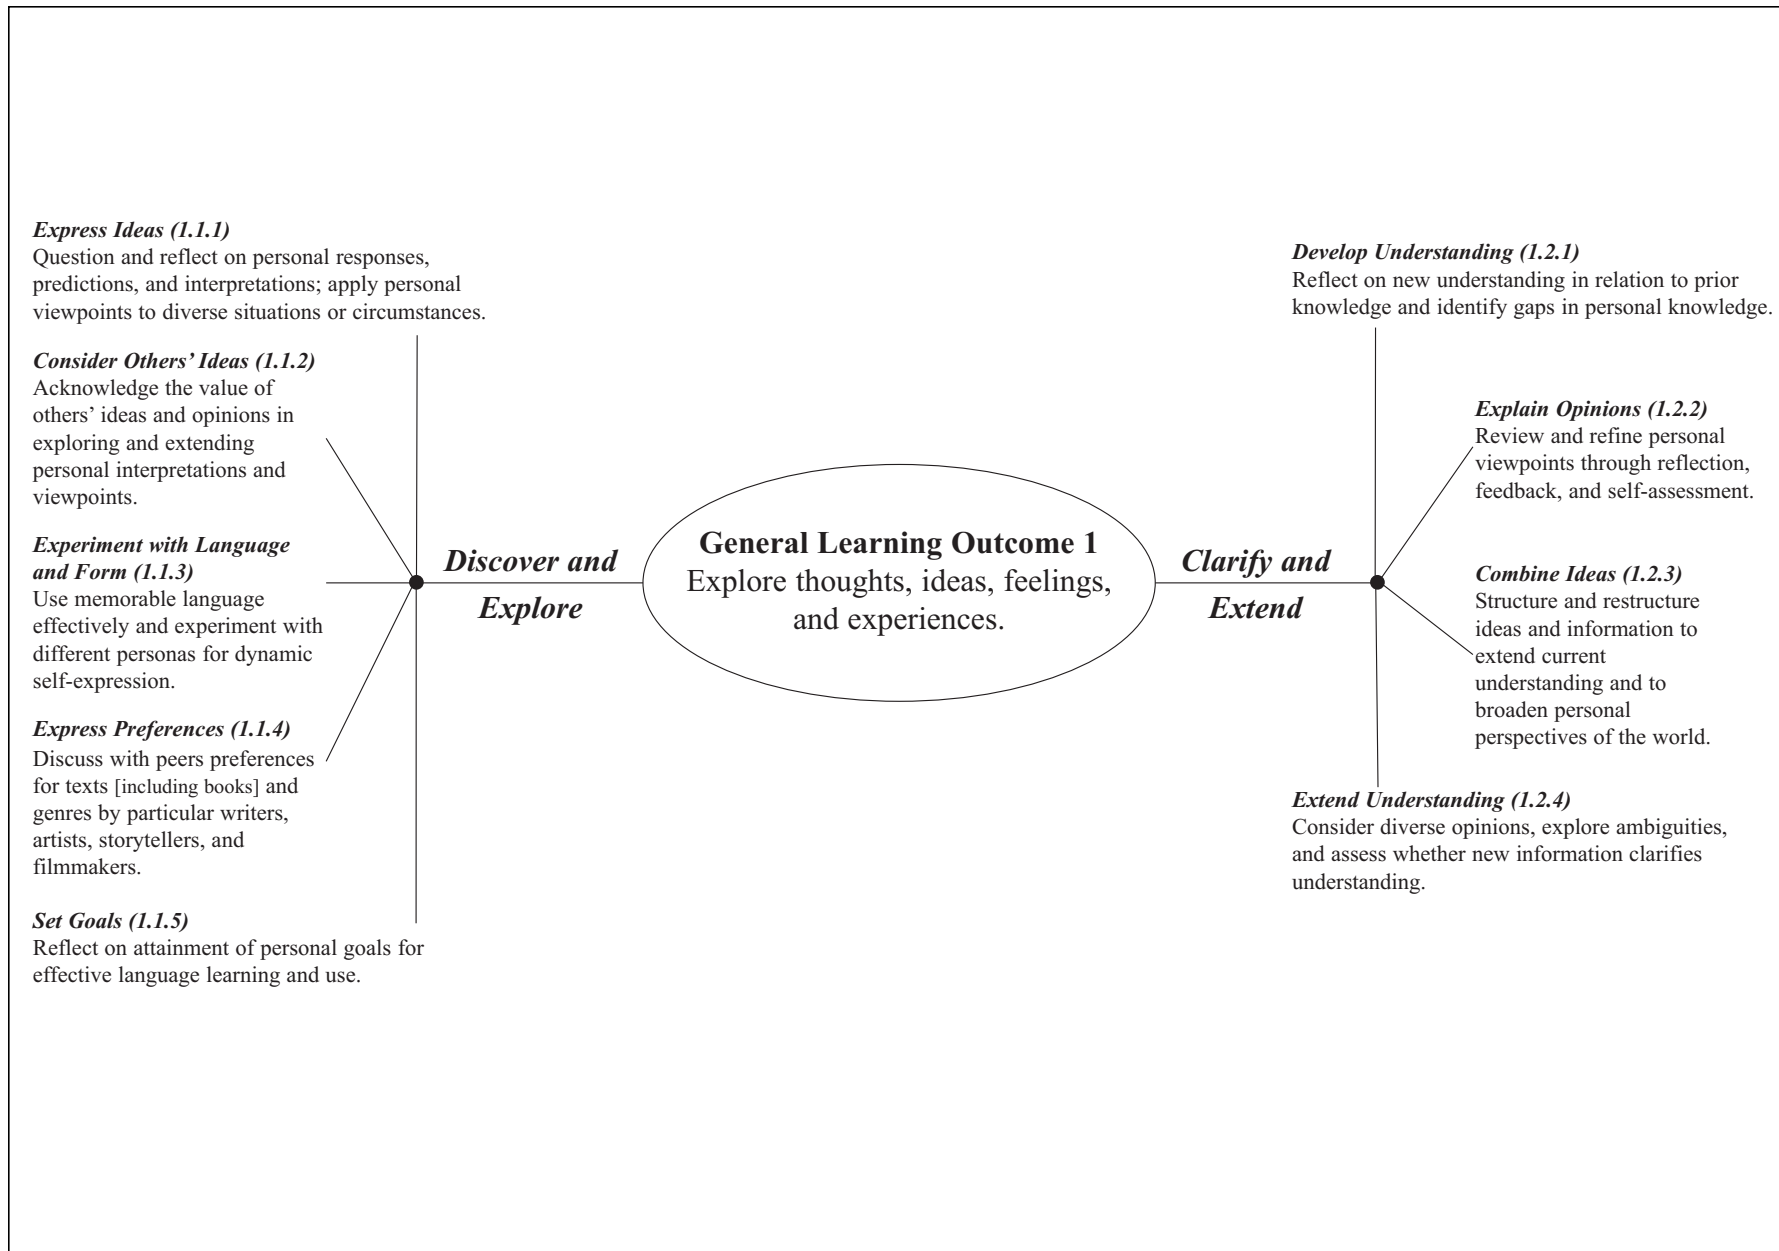 Express Ideas (1.1.1)
Question and reflect on personal responses,
predictions, and interpretations; apply personal
viewpoints to diverse situations or circumstances.
Consider Others’ Ideas (1.1.2)
Acknowledge the value of
others’ ideas and opinions in
exploring and extending
personal interpretations and
viewpoints.
Experiment with Language
and Form (1.1.3)
Use memorable language
effectively and experiment with
different personas for dynamic
self-expression.
Express Preferences (1.1.4)
Discuss with peers preferences
for texts [including books] and
genres by particular writers,
artists, storytellers, and
filmmakers.
Set Goals (1.1.5)
Reflect on attainment of personal goals for
effective language learning and use.
Discover and
Explore
General Learning Outcome 1
Explore thoughts, ideas, feelings,
and experiences.
Clarify and
Extend
Develop Understanding (1.2.1)
Reflect on new understanding in relation to prior
knowledge and identify gaps in personal knowledge.
Explain Opinions (1.2.2)
Review and refine personal
viewpoints through reflection,
feedback, and self-assessment.
Combine Ideas (1.2.3)
Structure and restructure
ideas and information to
extend current
understanding and to
broaden personal
perspectives of the world.
Extend Understanding (1.2.4)
Consider diverse opinions, explore ambiguities,
and assess whether new information clarifies
understanding.